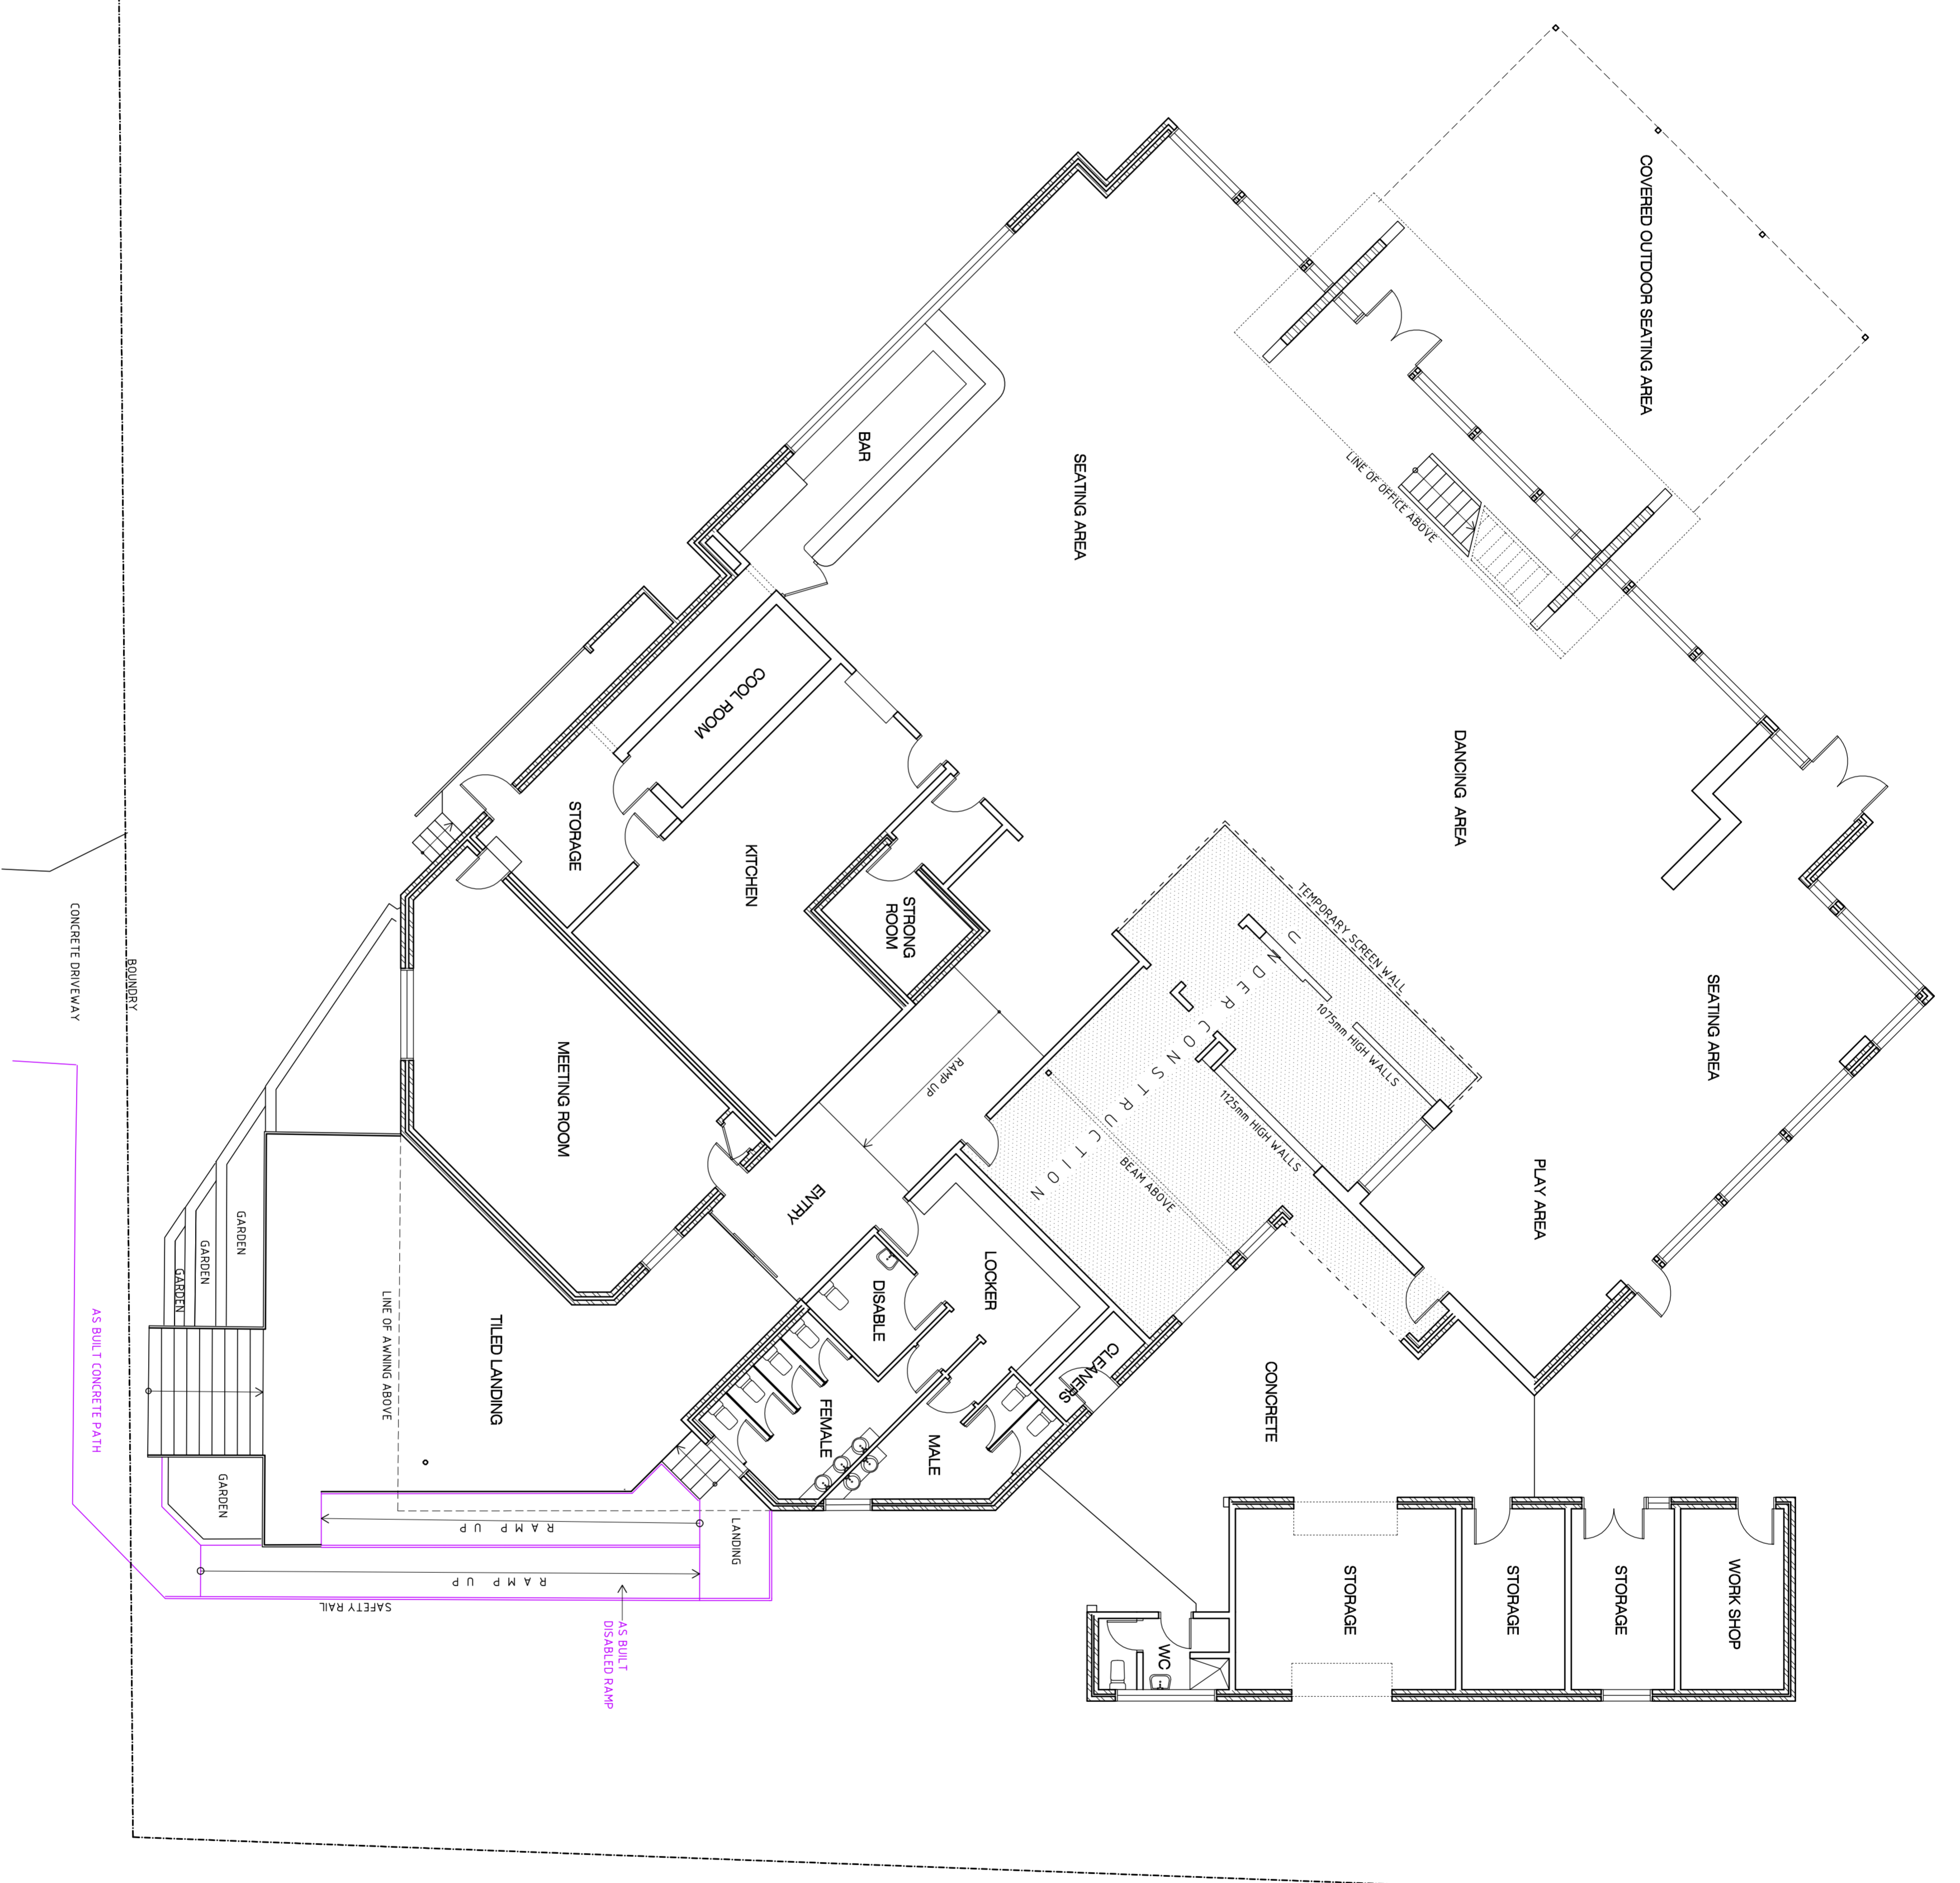 COVERED OUTDOOR SEATING AREA
LINE OF OFFICE ABOVE
BAR
SEATING AREA
DANCING AREA
COOL ROOM
STORAGE
KITCHEN
STRONG
ROOM
TEMPORARY SCREEN WALL
UNDER CONSTRUCTION
1075mm HIGH WALLS
1125mm HIGH WALLS
BEAM ABOVE
SEATING AREA
PLAY AREA
RAMP UP
MEETING ROOM
ENTRY
LOCKER
DISABLE
CLEANERS
FEMALE
MALE
CONCRETE
CONCRETE DRIVEWAY
BOUNDRY
AS BUILT CONCRETE PATH
GARDEN
GARDEN
GARDEN
GARDEN
LINE OF AWNING ABOVE
TILED LANDING
RAMP UP
RAMP UP
LANDING
SAFETY RAIL
AS BUILT
DISABLED RAMP
WC
STORAGE
STORAGE
STORAGE
WORK SHOP